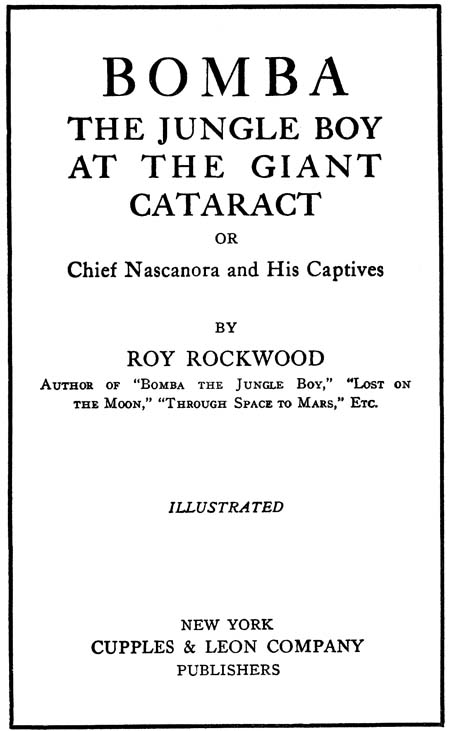 BOMBA
THE JUNGLE BOY
AT THE GIANT
CATARACT
OR
Chief Nascanora and His Captives
BY
ROY ROCKWOOD
Author of "Bomba the Jungle Boy," "Lost on
the Moon," "Through Space to Mars," Etc.
ILLUSTRATED
NEW YORK
CUPPLES & LEON COMPANY
PUBLISHERS